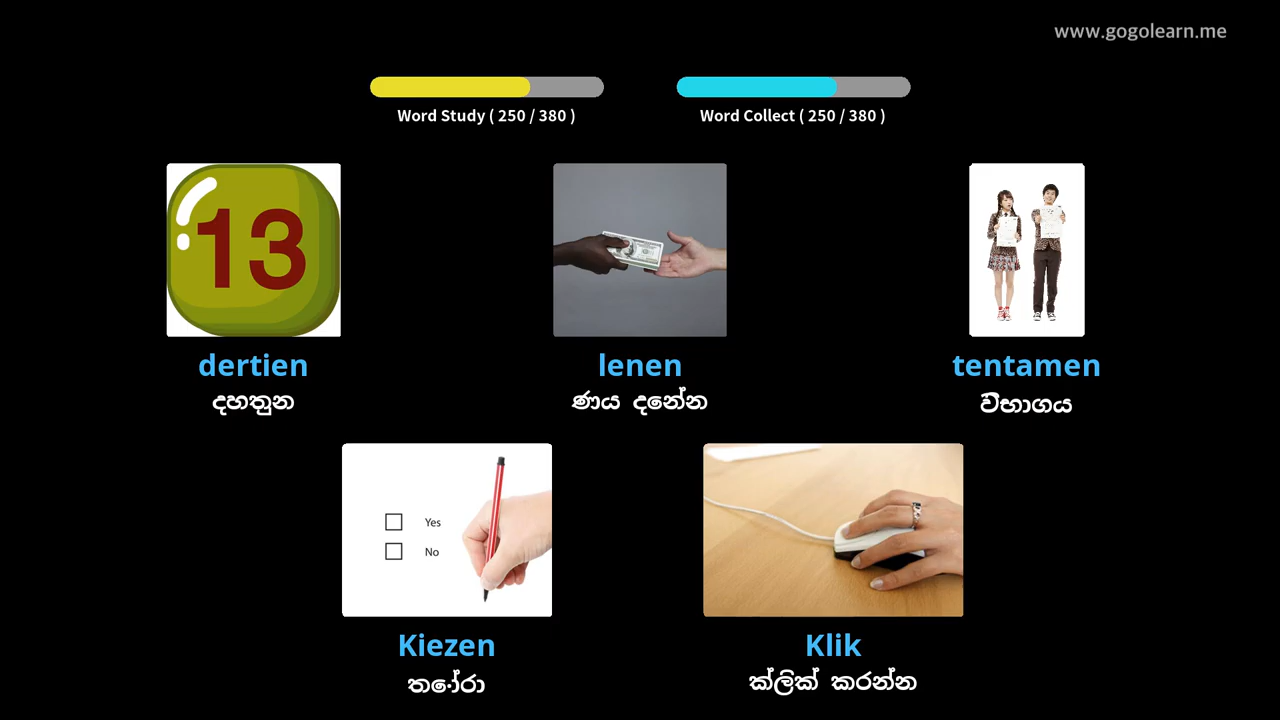 www.gogolearn.me
Word Study ( 250 / 380 )
Word Collect ( 250 / 380 )
13
dertien
lenen
tentamen
දහතුන
ණය දෙන්න
විභාගය
Yes
No
Kiezen
Klik
තෝරා
ක්ලික් කරන්න